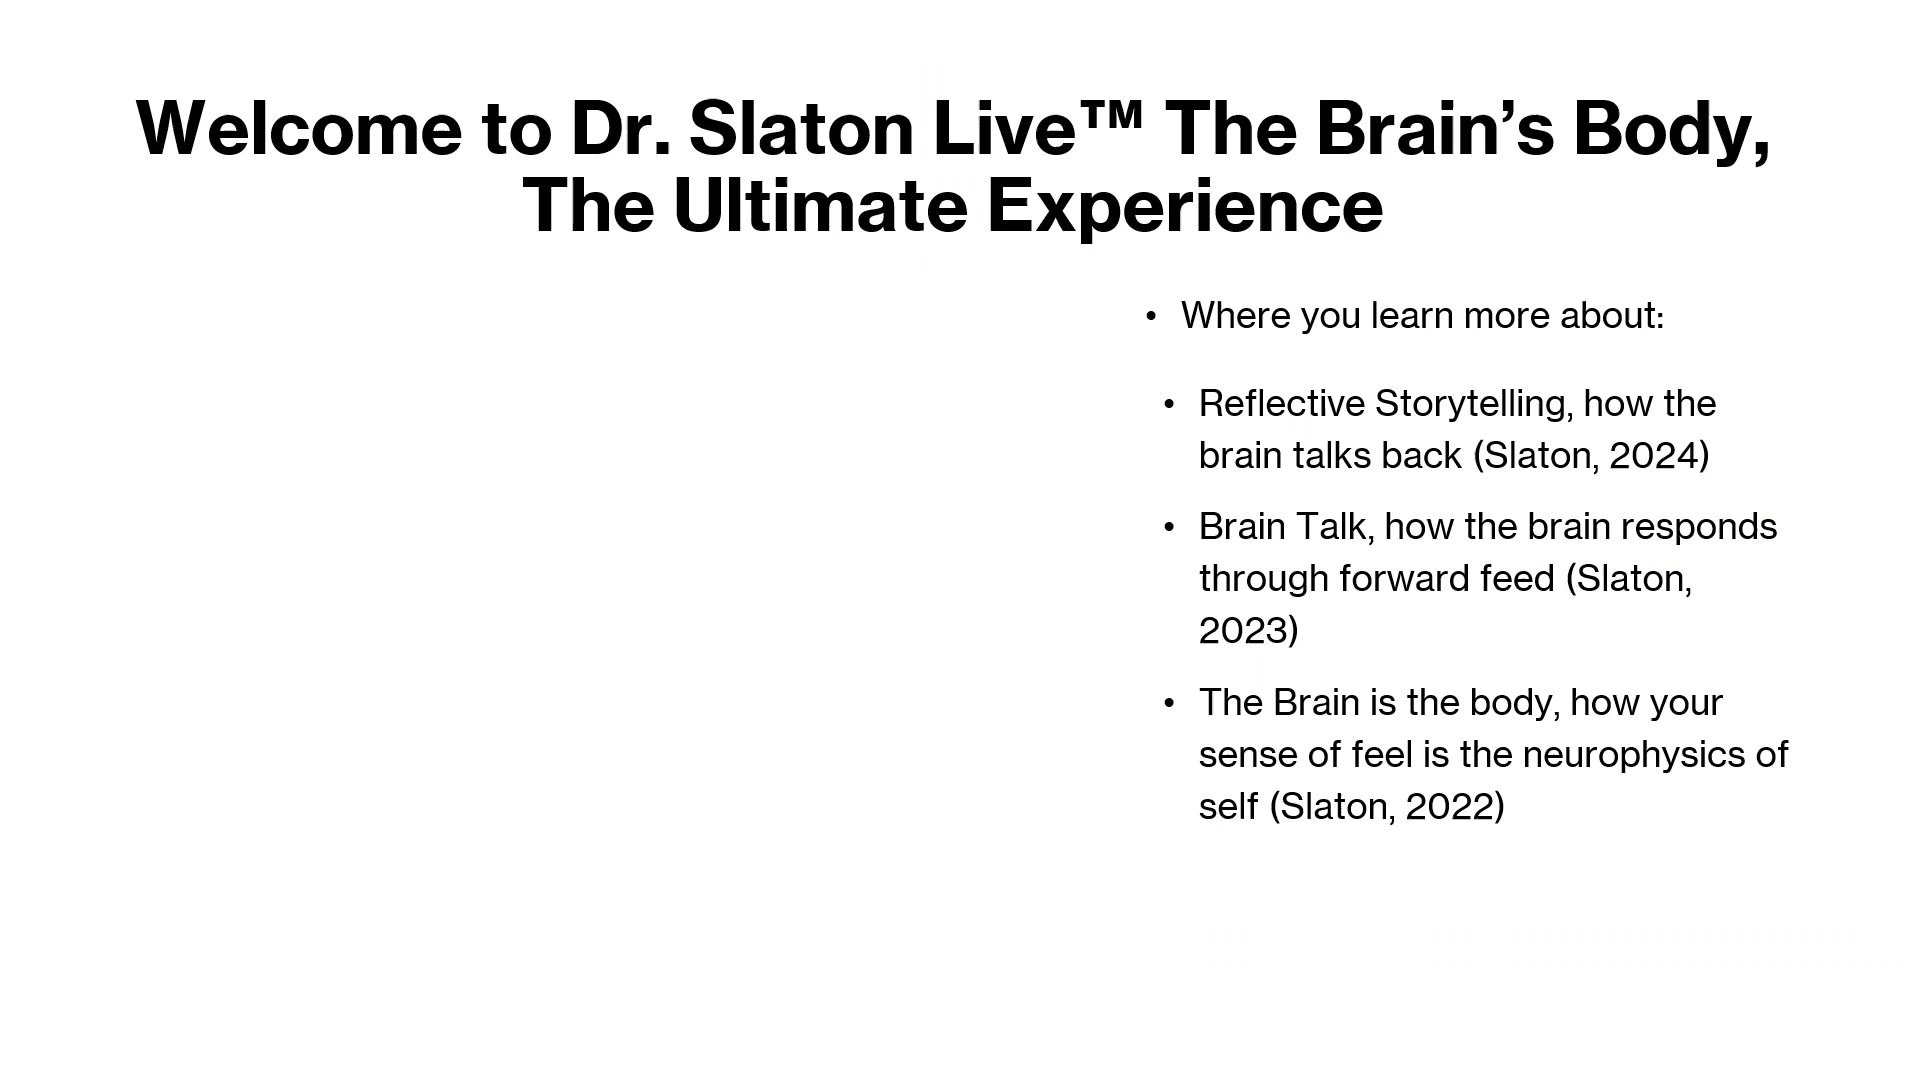 Welcome to Dr. Slaton Live™ The Brain’s Body,
The Ultimate Experience
• Where you learn more about:
• Reflective Storytelling, how the
brain talks back (Slaton, 2024)
• Brain Talk, how the brain responds
through forward feed (Slaton,
2023)
• The Brain is the body, how your
sense of feel is the neurophysics of
self (Slaton, 2022)